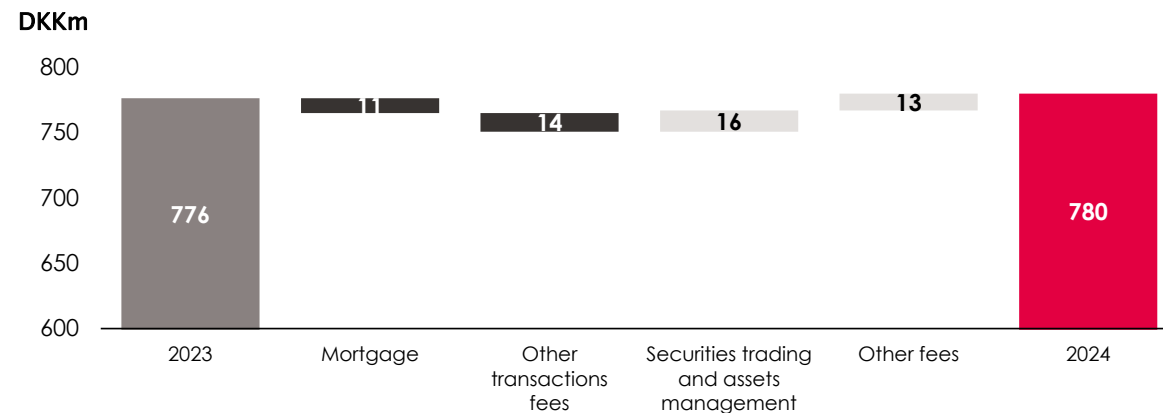 DKKm
800
750
700
650
600
776
11
14
16
13
780
2023
Mortgage
Other
transactions
fees
Securities trading
and assets
management
Other fees
2024